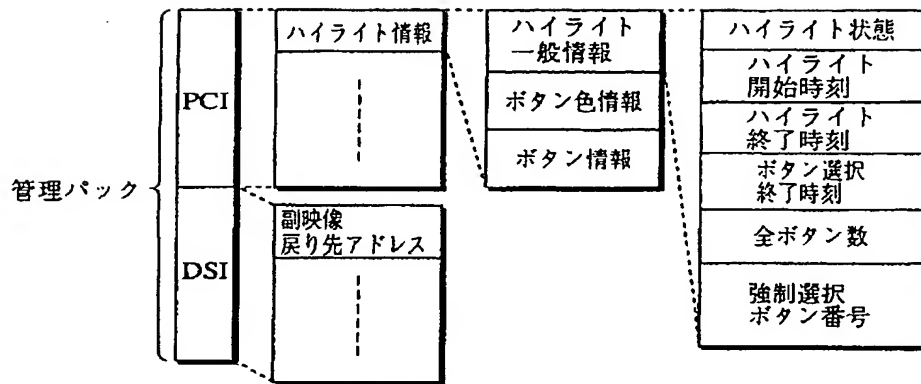 管理パック
PCI
DSI
ハイライト情報
副映像
戻り先アドレス
ハイライト
一般情報
ボタン色情報
ボタン情報
ハイライト状態
ハイライト
開始時刻
ハイライト
終了時刻
ボタン選択
終了時刻
全ボタン数
強制選択
ボタン番号